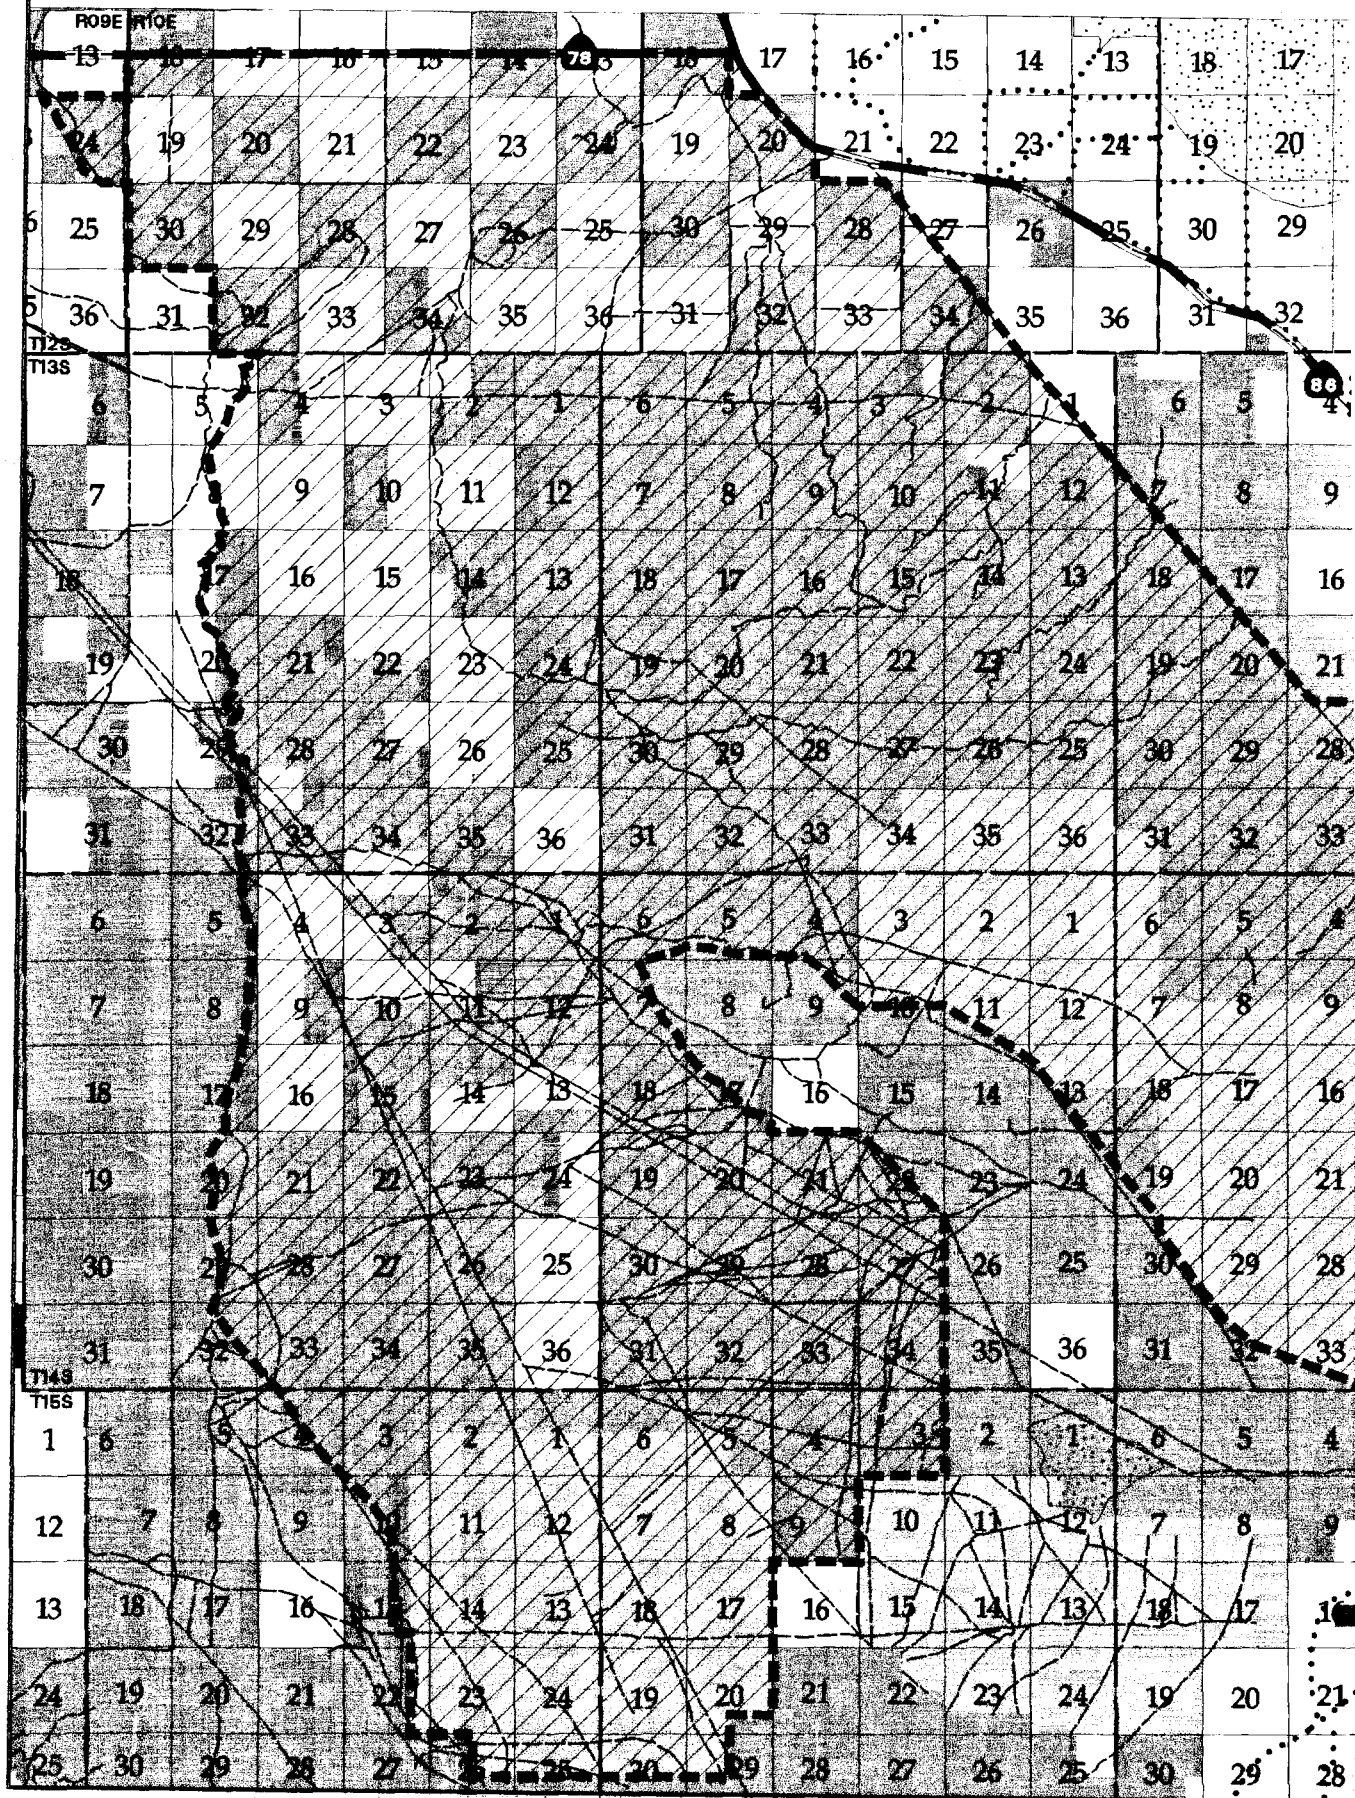 R09E R10E
13 18 17 16 15 14 78 13 18 17 16 15 14 13 18 17
24 19 20 21 22 23 24 19 20 21 22 23 24 19 20
25 30 29 28 27 26 25 30 29 28 27 26 25 30 29
36 31 32 33 34 35 36 31 32 33 34 35 36 31 32
T12S
T13S
86
6 5 4 3 2 1 6 5 4 3 2 1 6 5 4
7 9 10 11 12 7 8 9 10 11 12 7 8 9
18 17 16 15 14 13 18 17 16 15 14 13 18 17 16
19 20 21 22 23 24 19 20 21 22 23 24 19 20 21
30 29 28 27 26 25 30 29 28 27 26 25 30 29 28
31 32 33 34 35 36 31 32 33 34 35 36 31 32 33
6 5 4 3 2 1 6 5 4 3 2 1 6 5 4
7 8 9 10 11 12 7 8 9 10 11 12 7 8 9
18 17 16 15 14 13 18 17 16 15 14 13 18 17 16
19 20 21 22 23 24 19 20 21 22 23 24 19 20 21
30 29 28 27 26 25 30 29 28 27 26 25 30 29 28
31 32 33 34 35 36 31 32 33 34 35 36 31 32 33
T14S
T15S
1 6 5 4 3 2 1 6 5 4 3 2 1 6 5 4
12 7 8 9 10 11 12 7 8 9 10 11 12 7 8 9
13 18 17 16 15 14 13 18 17 16 15 14 13 18 17 16
24 19 20 21 22 23 24 19 20 21 22 23 24 19 20 21
25 30 29 28 27 26 25 30 29 28 27 26 25 30 29 28